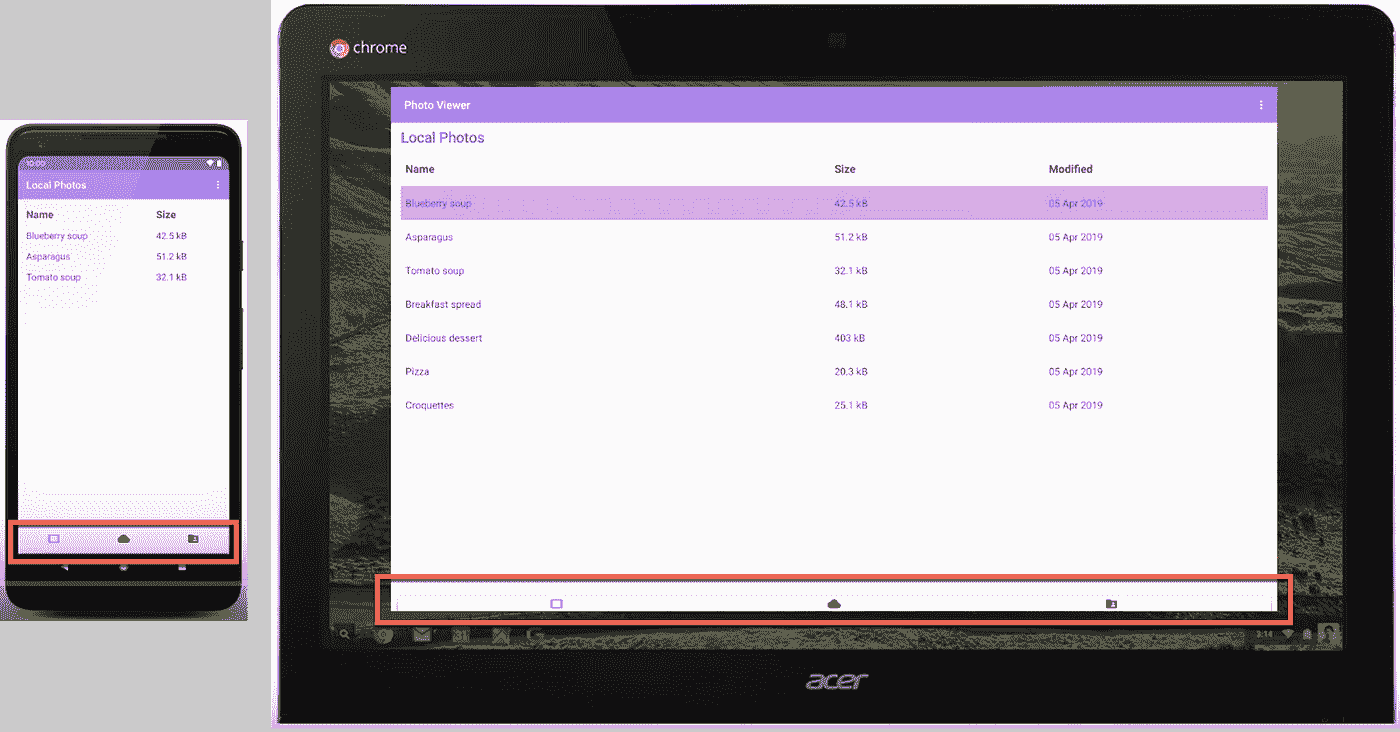 10:00
Local Photos
Name Size
Blueberry soup 42.5 kB
Asparagus 51.2 kB
Tomato soup 32.1 kB
chrome
Photo Viewer
Local Photos
Name Size Modified
Blueberry soup 42.5 kB 05 Apr 2019
Asparagus 51.2 kB 05 Apr 2019
Tomato soup 32.1 kB 05 Apr 2019
Breakfast spread 48.1 kB 05 Apr 2019
Delicious dessert 403 kB 05 Apr 2019
Pizza 20.3 kB 05 Apr 2019
Croquettes 25.1 kB 05 Apr 2019
31
G
3:14
acer